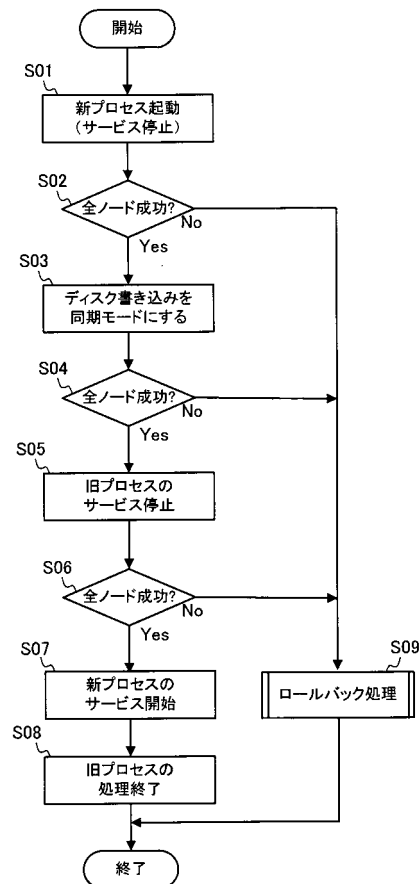 開始
S01
新プロセス起動
(サービス停止)
S02
全ノード成功?
No
Yes
S03
ディスク書き込みを
同期モードにする
S04
全ノード成功?
No
Yes
S05
旧プロセスの
サービス停止
S06
全ノード成功?
No
Yes
S07
新プロセスの
サービス開始
S09
ロールバック処理
S08
旧プロセスの
処理終了
終了